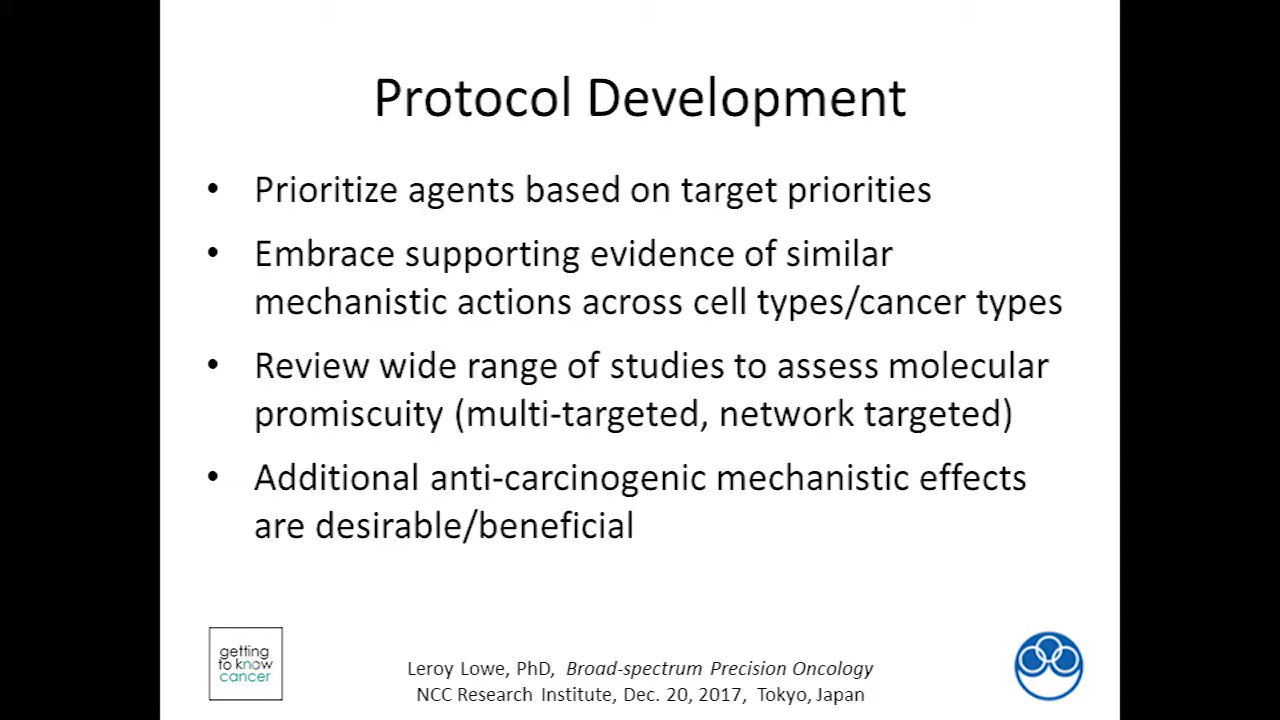 Protocol Development
• Prioritize agents based on target priorities
• Embrace supporting evidence of similar
mechanistic actions across cell types/cancer types
• Review wide range of studies to assess molecular
promiscuity (multi-targeted, network targeted)
• Additional anti-carcinogenic mechanistic effects
are desirable/beneficial
getting
to know
cancer
Leroy Lowe, PhD, Broad-spectrum Precision Oncology
NCC Research Institute, Dec. 20, 2017, Tokyo, Japan